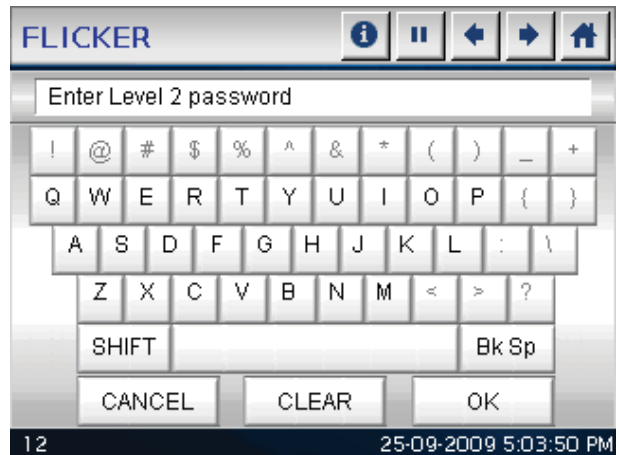 FLICKER
Enter Level 2 password
! @ # $ % ^ & * ( ) _ +
Q W E R T Y U I O P { }
A S D F G H J K L : \
Z X C V B N M < > ?
SHIFT Bk Sp
CANCEL CLEAR OK
12 25-09-2009 5:03:50 PM